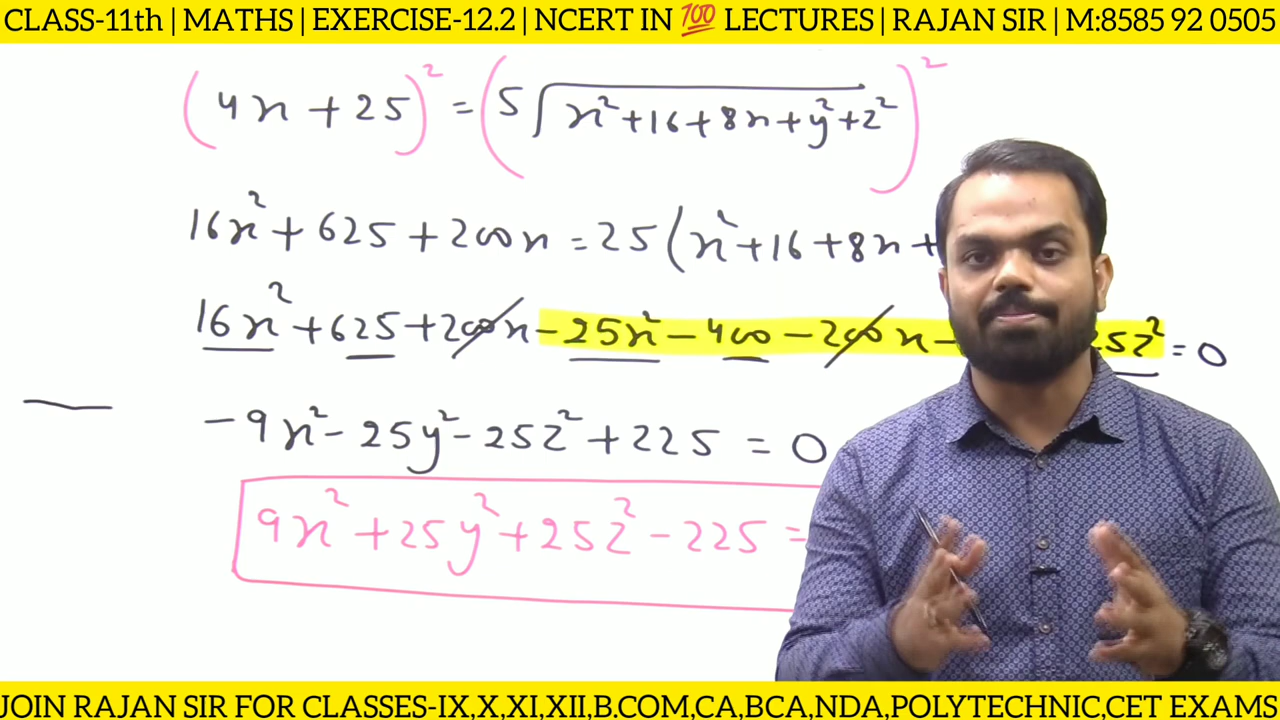 CLASS-11th | MATHS | EXERCISE-12.2 | NCERT IN 💯 LECTURES | RAJAN SIR | M:8585 92 0505
(4x + 25)² = (5√x²+16+8x+y²+z²)²
16x² + 625 + 200x = 25(x²+16+8x+
16x² + 625 + 200x - 25x² - 400 - 200x - 5z² = 0
-9x² - 25y² - 25z² + 225 = 0
9x² + 25y² + 25z² - 225 =
JOIN RAJAN SIR FOR CLASSES-IX,X,XI,XII,B.COM,CA,BCA,NDA,POLYTECHNIC,CET EXAMS